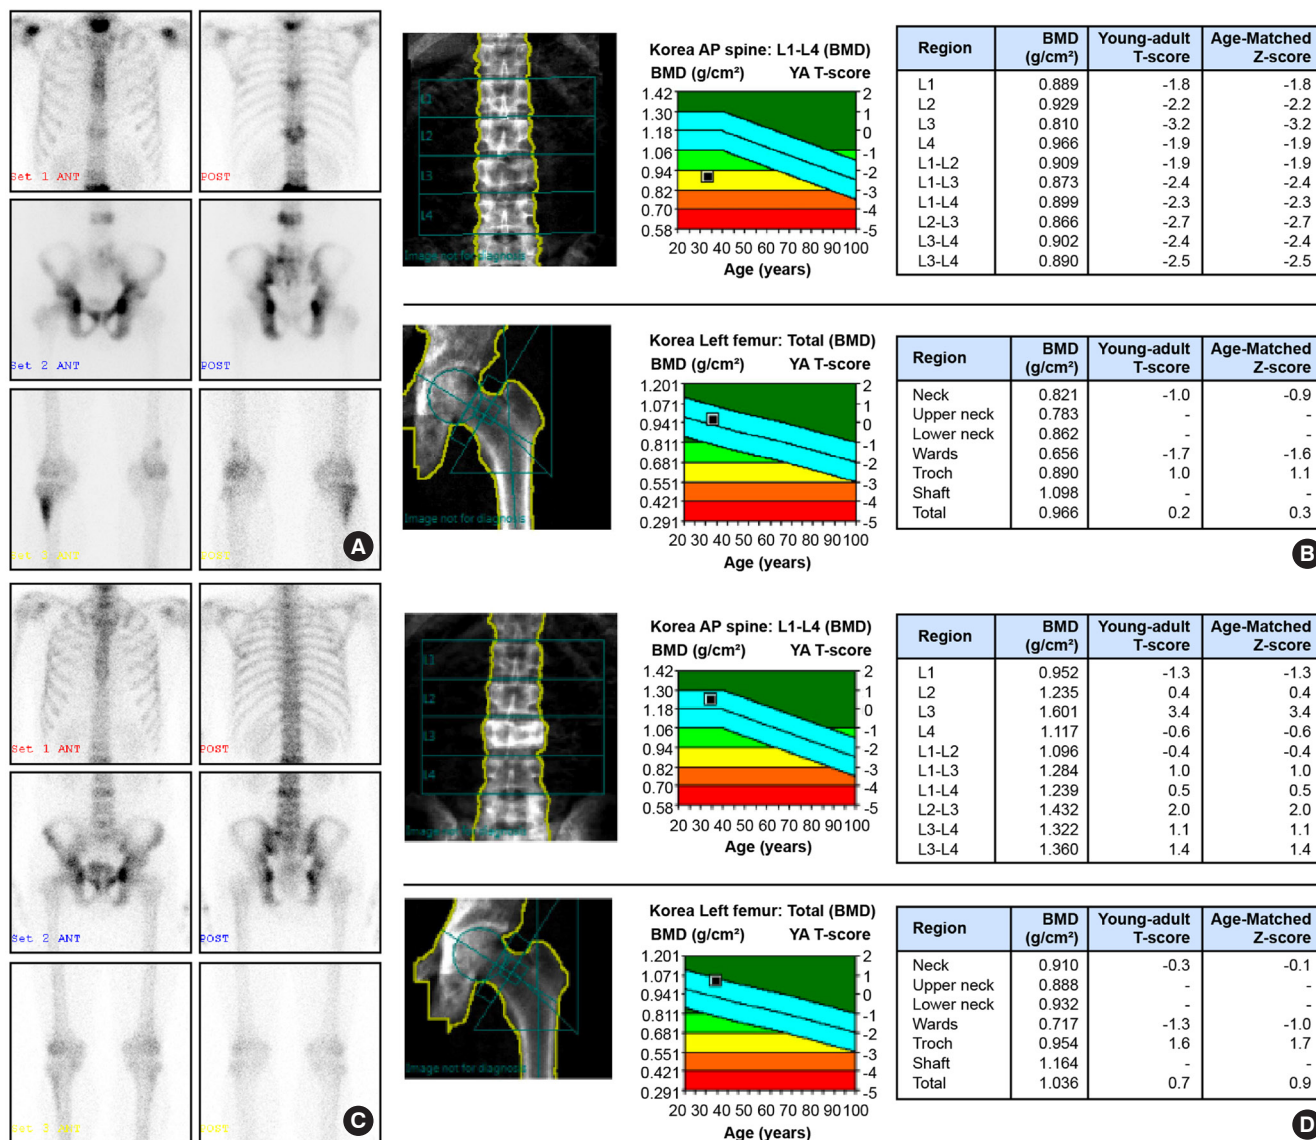 Set 1 ANT
POST
Set 2 ANT
POST
POST
A
Korea AP spine: L1-L4 (BMD)
BMD (g/cm²) YA T-score
L1
L2
L3
L4
Image not for diagnosis
1.42 2
1.30 1
1.18 0
1.06 -1
0.94 -2
0.82 -3
0.70 -4
0.58 -5
20 30 40 50 60 70 80 90 100
Age (years)
Region BMD (g/cm²) Young-adult T-score Age-Matched Z-score
L1 0.889 -1.8 -1.8
L2 0.929 -2.2 -2.2
L3 0.810 -3.2 -3.2
L4 0.966 -1.9 -1.9
L1-L2 0.909 -1.9 -1.9
L1-L3 0.873 -2.4 -2.4
L1-L4 0.899 -2.3 -2.3
L2-L3 0.866 -2.7 -2.7
L3-L4 0.902 -2.4 -2.4
L3-L4 0.890 -2.5 -2.5
Korea Left femur: Total (BMD)
BMD (g/cm²) YA T-score
Image not for diagnosis
1.201 2
1.071 1
0.941 0
0.811 -1
0.681 -2
0.551 -3
0.421 -4
0.291 -5
20 30 40 50 60 70 80 90 100
Age (years)
Region BMD (g/cm²) Young-adult T-score Age-Matched Z-score
Neck 0.821 -1.0 -0.9
Upper neck 0.783 - -
Lower neck 0.862 - -
Wards 0.656 -1.7 -1.6
Troch 0.890 1.0 1.1
Shaft 1.098 - -
Total 0.966 0.2 0.3
B
Set 1 ANT
POST
Set 2 ANT
POST
POST
C
Korea AP spine: L1-L4 (BMD)
BMD (g/cm²) YA T-score
L1
L2
L3
L4
1.42 2
1.30 1
1.18 0
1.06 -1
0.94 -2
0.82 -3
0.70 -4
0.58 -5
20 30 40 50 60 70 80 90 100
Age (years)
Region BMD (g/cm²) Young-adult T-score Age-Matched Z-score
L1 0.952 -1.3 -1.3
L2 1.235 0.4 0.4
L3 1.601 3.4 3.4
L4 1.117 -0.6 -0.6
L1-L2 1.096 -0.4 -0.4
L1-L3 1.284 1.0 1.0
L1-L4 1.239 0.5 0.5
L2-L3 1.432 2.0 2.0
L3-L4 1.322 1.1 1.1
L3-L4 1.360 1.4 1.4
Korea Left femur: Total (BMD)
BMD (g/cm²) YA T-score
Image not for diagnosis
1.201 2
1.071 1
0.941 0
0.811 -1
0.681 -2
0.551 -3
0.421 -4
0.291 -5
20 30 40 50 60 70 80 90 100
Age (years)
Region BMD (g/cm²) Young-adult T-score Age-Matched Z-score
Neck 0.910 -0.3 -0.1
Upper neck 0.888 - -
Lower neck 0.932 - -
Wards 0.717 -1.3 -1.0
Troch 0.954 1.6 1.7
Shaft 1.164 - -
Total 1.036 0.7 0.9
D